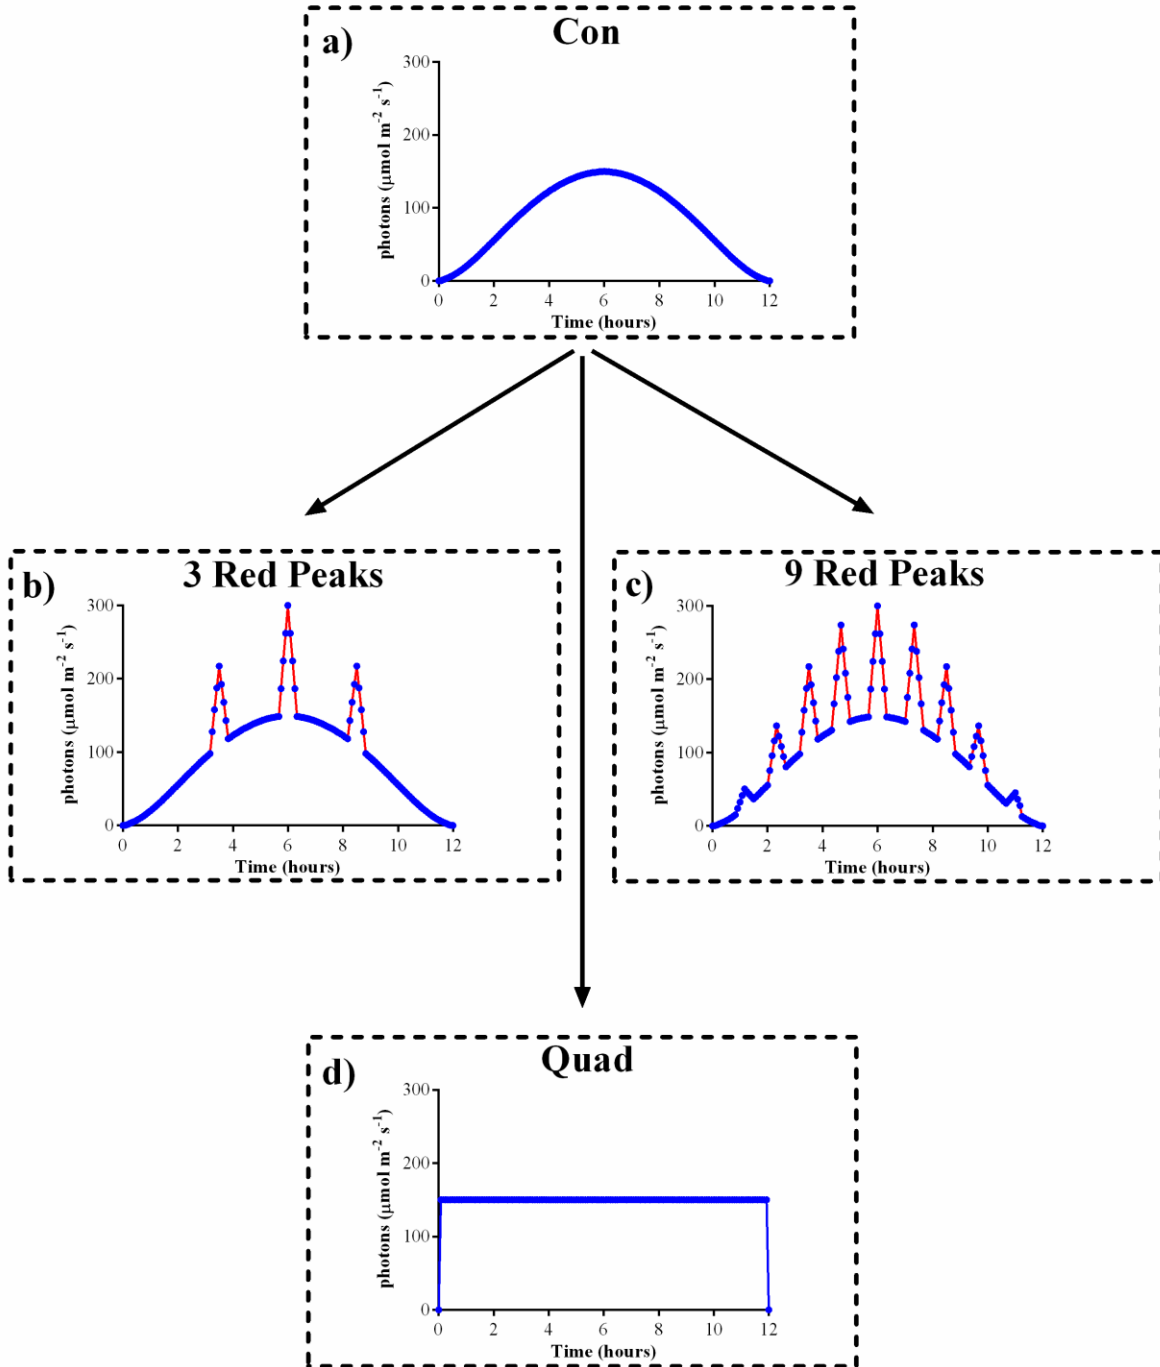 a)
Con
300
200
100
0
photons (μmol m⁻² s⁻¹)
0 2 4 6 8 10 12
Time (hours)
b)
3 Red Peaks
300
200
100
0
photons (μmol m⁻² s⁻¹)
0 2 4 6 8 10 12
Time (hours)
c)
9 Red Peaks
300
200
100
0
photons (μmol m⁻² s⁻¹)
0 2 4 6 8 10 12
Time (hours)
d)
Quad
300
200
100
0
photons (μmol m⁻² s⁻¹)
0 2 4 6 8 10 12
Time (hours)